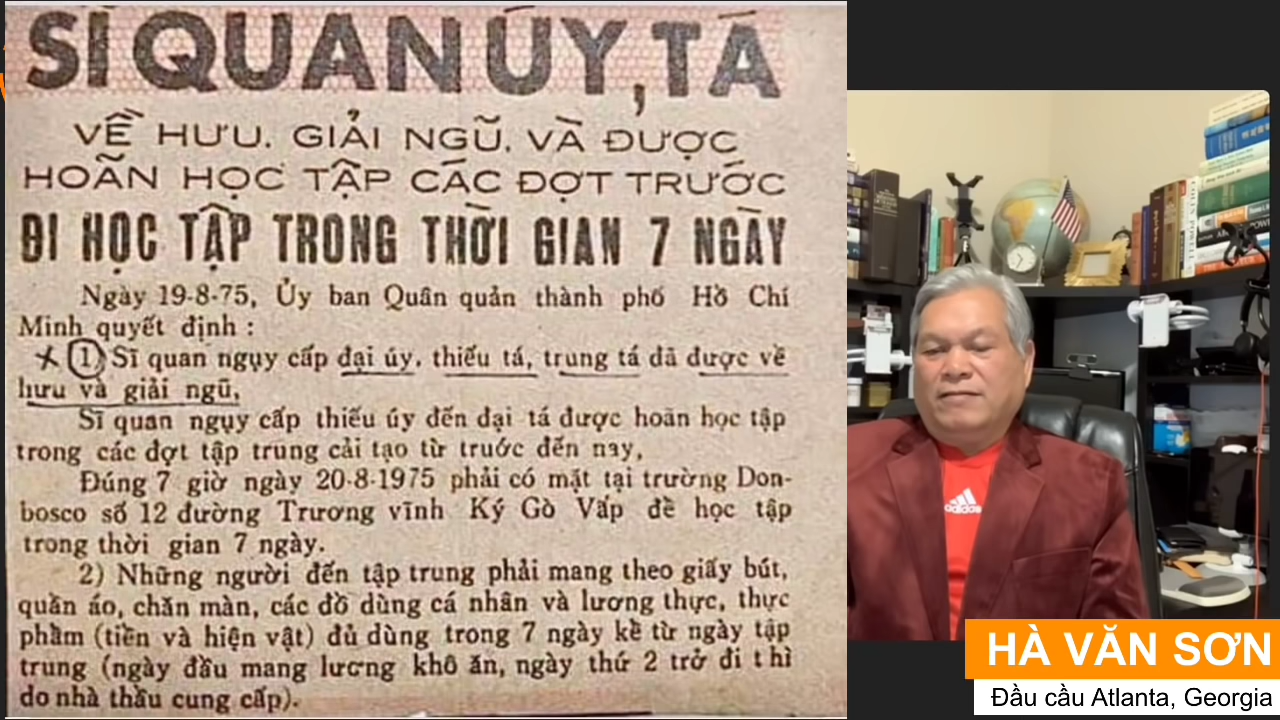 SĨ QUAN ÚY, TÁ
VỀ HƯU, GIẢI NGŨ, VÀ ĐƯỢC
HOÃN HỌC TẬP CÁC ĐỢT TRƯỚC
ĐI HỌC TẬP TRONG THỜI GIAN 7 NGÀY
Ngày 19-8-75, Ủy ban Quân quản thành phố Hồ Chí
Minh quyết định :
1) Sĩ quan ngụy cấp đại úy, thiếu tá, trung tá đã được về
hưu và giải ngũ,
Sĩ quan ngụy cấp thiếu úy đến đại tá được hoãn học tập
trong các đợt tập trung cải tạo từ truớc đến nay,
Đúng 7 giờ ngày 20-8-1975 phải có mặt tại trường Don-
bosco số 12 đường Trương vĩnh Ký Gò Vấp để học tập
trong thời gian 7 ngày.
2) Những người đến tập trung phải mang theo giấy bút,
quần áo, chăn màn, các đồ dùng cá nhân và lương thực, thực
phẩm (tiền và hiện vật) đủ dùng trong 7 ngày kể từ ngày tập
trung (ngày đầu mang lương khô ăn, ngày thứ 2 trở đi thì
do nhà thầu cung cấp).
adidas
HÀ VĂN SƠN
Đầu cầu Atlanta, Georgia